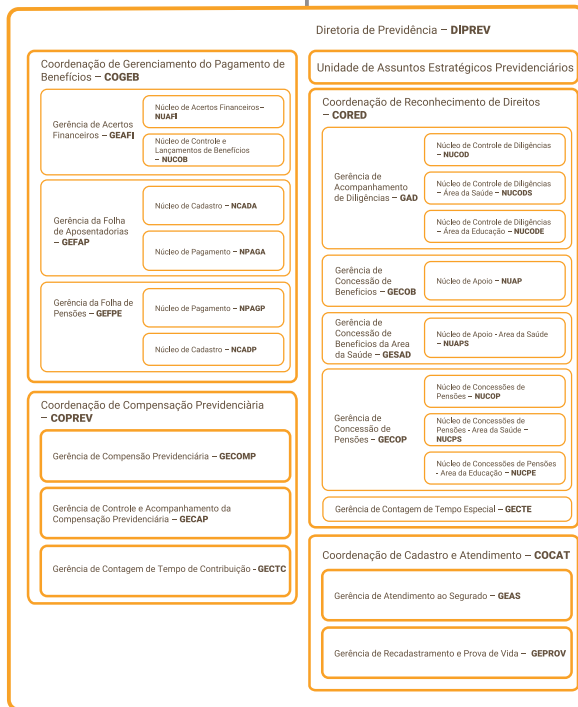 Diretoria de Previdência – DIPREV
Coordenação de Gerenciamento do Pagamento de
Benefícios – COGEB
Gerência de Acertos
Financeiros – GEAFI
Núcleo de Acertos Financeiros–
NUAFI
Núcleo de Controle e
Lançamentos de Benefícios –
NUCOB
Gerência da Folha
de Aposentadorias –
GEFAP
Núcleo de Cadastro – NCADA
Núcleo de Pagamento – NPAGA
Gerência da Folha de
Pensões – GEFPE
Núcleo de Pagamento – NPAGP
Núcleo de Cadastro – NCADP
Coordenação de Compensação Previdenciària
– COPREV
Gerência de Compensão Previdenciária – GECOMP
Gerência de Controle e Acompanhamento da
Compensação Previdenciária – GECAP
Gerência de Contagem de Tempo de Contribuição - GECTC
Unidade de Assuntos Estratégicos Previdenciários
Coordenação de Reconhecimento de Direitos
– CORED
Gerência de
Acompanhamento
de Diligências – GAD
Núcleo de Controle de Diligências
– NUCOD
Núcleo de Controle de Diligências
– Área da Saúde – NUCODS
Núcleo de Controle de Diligências
– Área da Educação – NUCODE
Gerência de
Concessão de
Beneficios – GECOB
Núcleo de Apoio – NUAP
Gerência de
Concessão de
Beneficios da Area
da Saúde – GESAD
Núcleo de Apoio - Area da Saúde
– NUAPS
Gerência de
Concessão de
Pensões – GECOP
Núcleo de Concessões de
Pensões – NUCOP
Núcleo de Concessões de
Pensões - Area da Saúde –
NUCPS
Núcleo de Concessões de Pensões
- Area da Educação – NUCPE
Gerência de Contagem de Tempo Especial – GECTE
Coordenação de Cadastro e Atendimento – COCAT
Gerência de Atendimento ao Segurado – GEAS
Gerência de Recadastramento e Prova de Vida – GEPROV